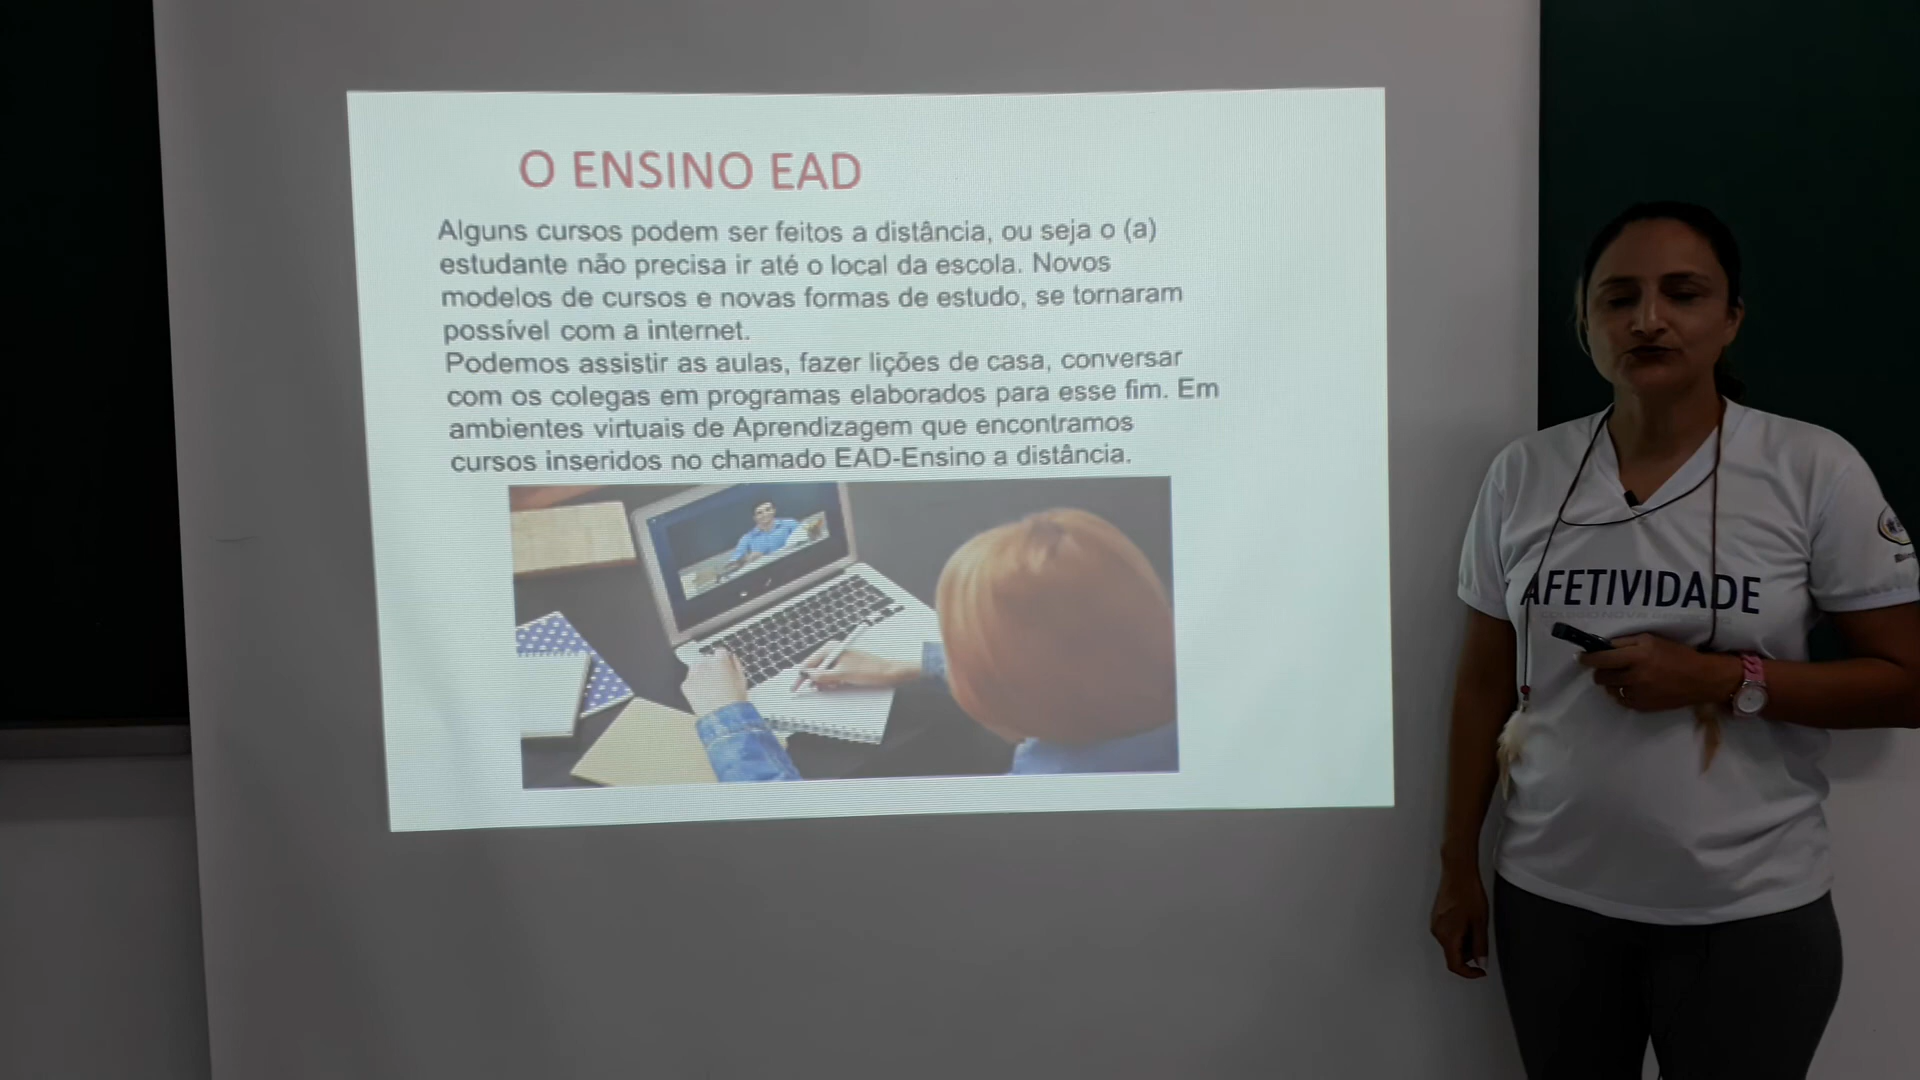 O ENSINO EAD
Alguns cursos podem ser feitos a distância, ou seja o (a)
estudante não precisa ir até o local da escola. Novos
modelos de cursos e novas formas de estudo, se tornaram
possível com a internet.
Podemos assistir as aulas, fazer lições de casa, conversar
com os colegas em programas elaborados para esse fim. Em
ambientes virtuais de Aprendizagem que encontramos
cursos inseridos no chamado EAD-Ensino a distância.
AFETIVIDADE